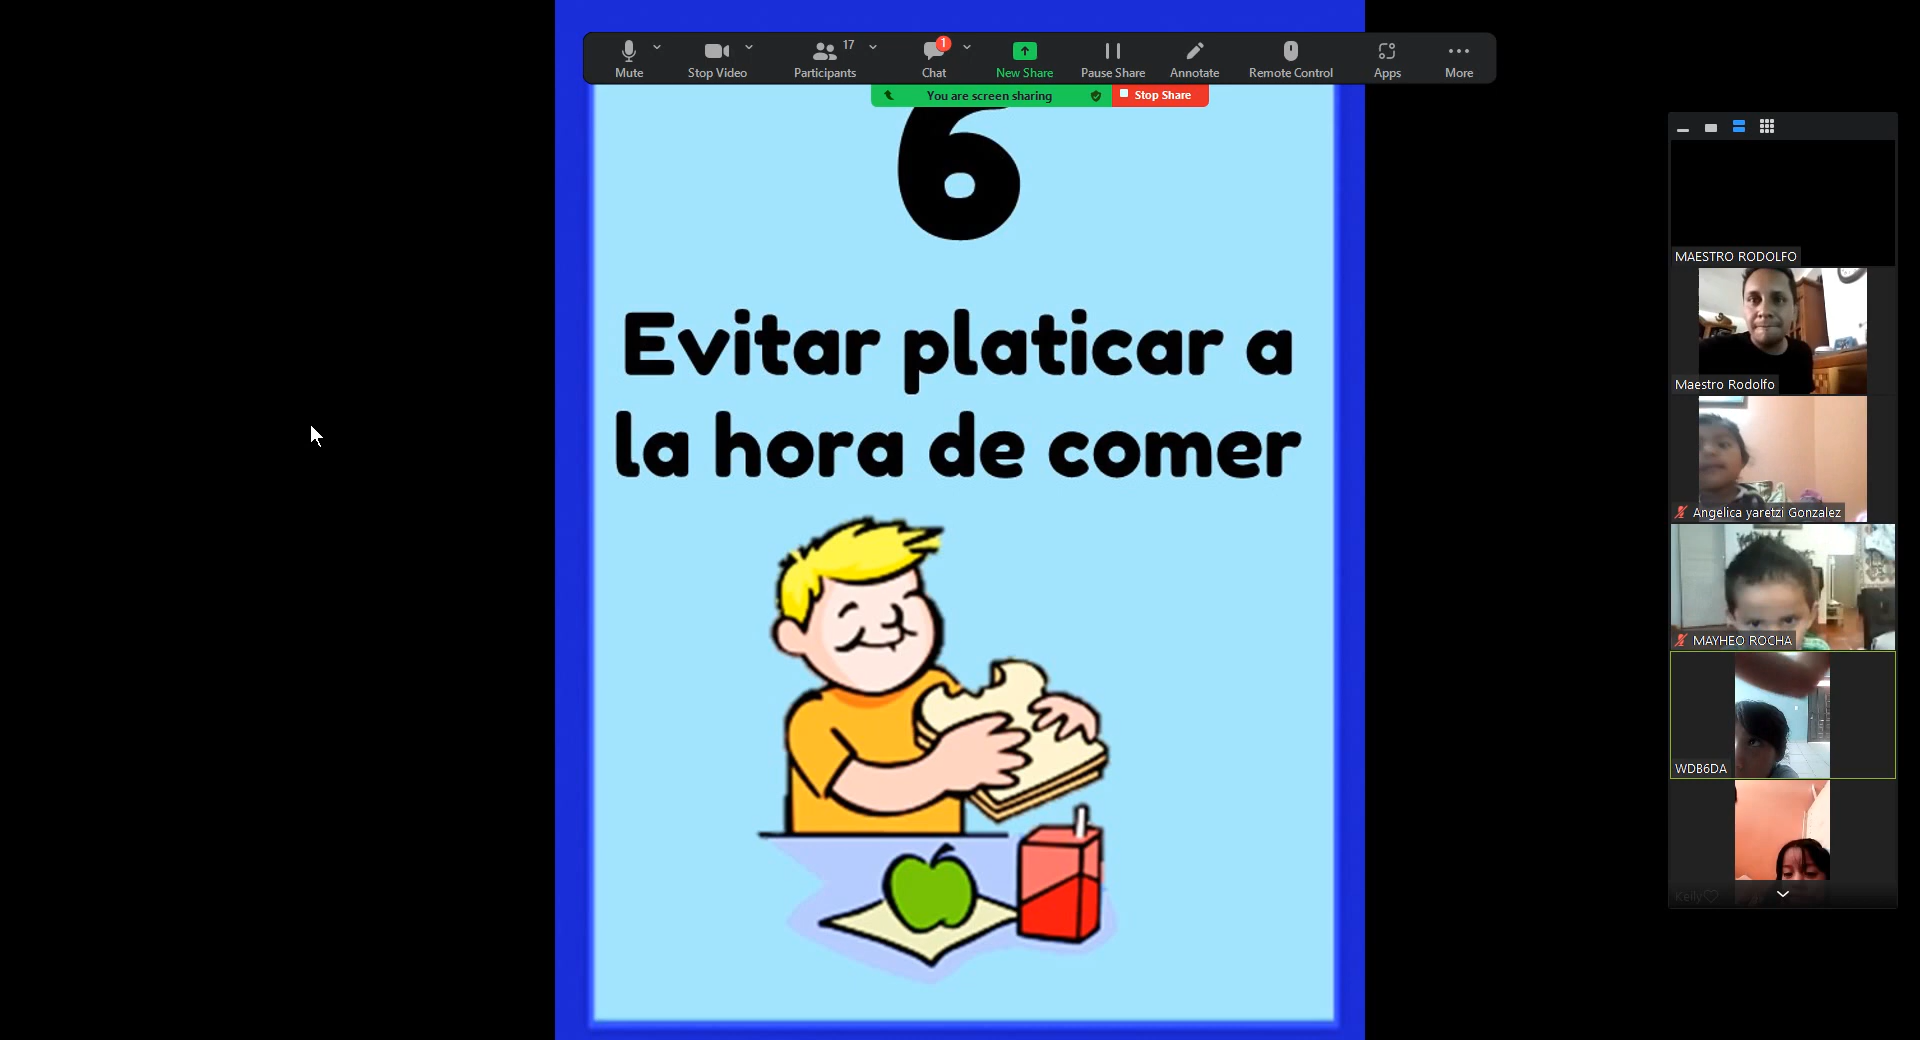 17
1
Mute
Stop Video
Participants
Chat
New Share
Pause Share
Annotate
Remote Control
Apps
More
You are screen sharing
Stop Share
6
Evitar platicar a
la hora de comer
MAESTRO RODOLFO
Maestro Rodolfo
Angelica yaretzi Gonzalez
MAYHEO ROCHA
WDB6DA
Keily♡